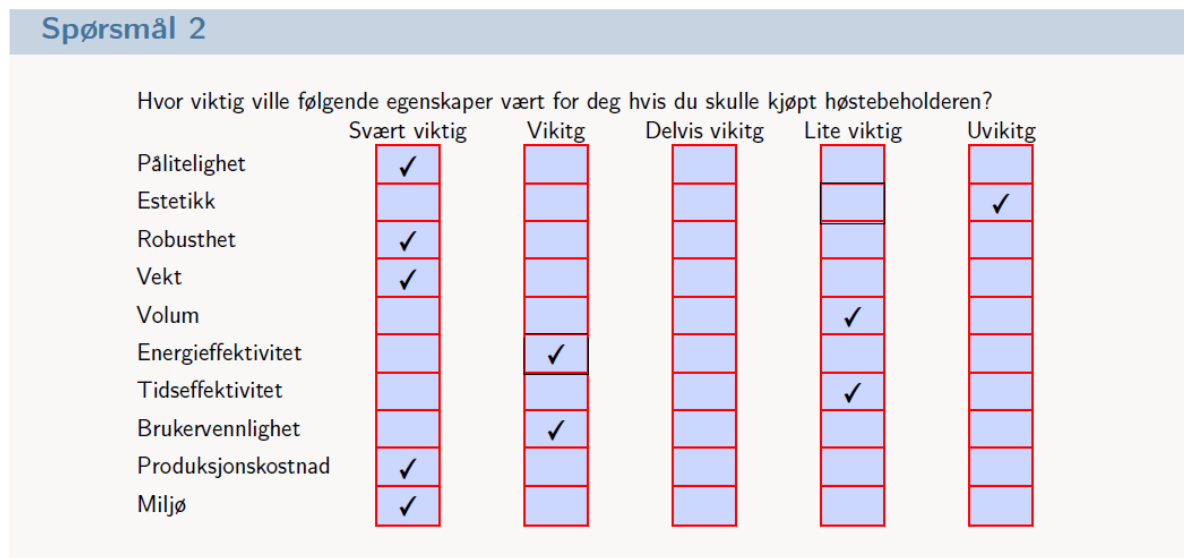 Spørsmål 2
Hvor viktig ville følgende egenskaper vært for deg hvis du skulle kjøpt høstebeholderen?
Svært viktig Vikitg Delvis vikitg Lite viktig Uvikitg
Pålitelighet ✓
Estetikk ✓
Robusthet ✓
Vekt ✓
Volum ✓
Energieffektivitet ✓
Tidseffektivitet ✓
Brukervennlighet ✓
Produksjonskostnad ✓
Miljø ✓